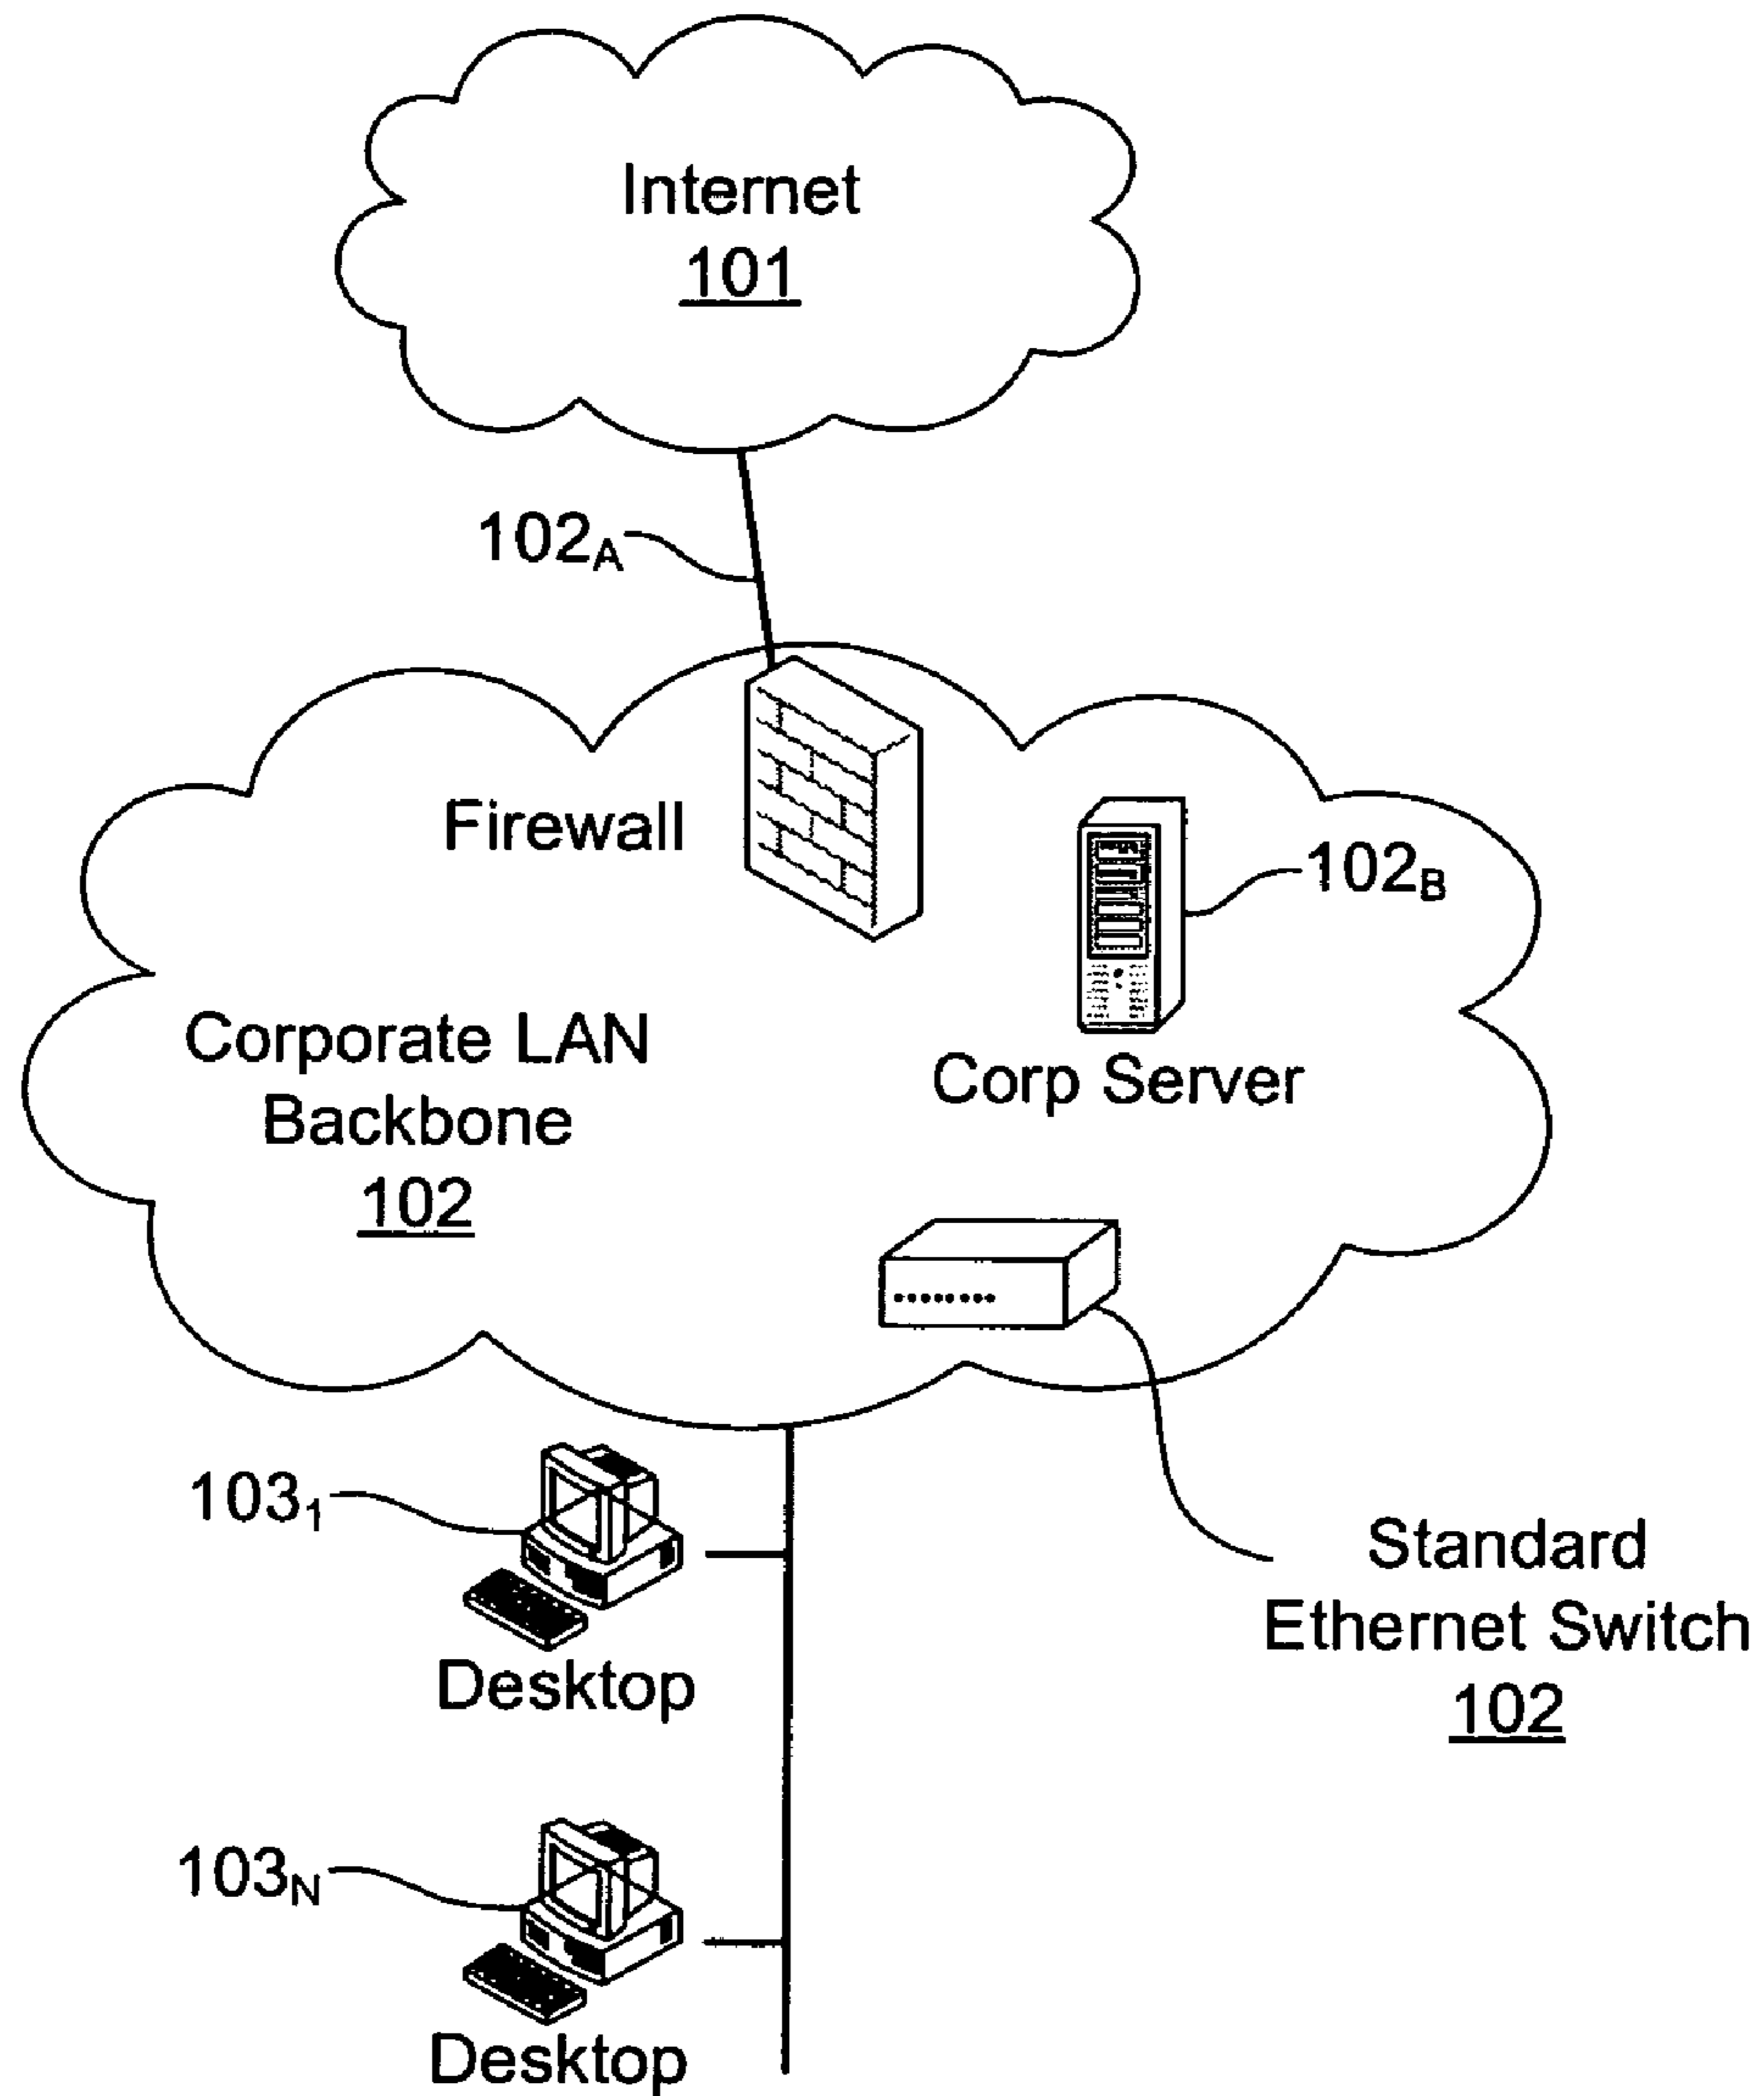 Internet
101
102A
Firewall
102B
Corporate LAN
Backbone
102
Corp Server
1031
Standard
Ethernet Switch
102
Desktop
103N
Desktop